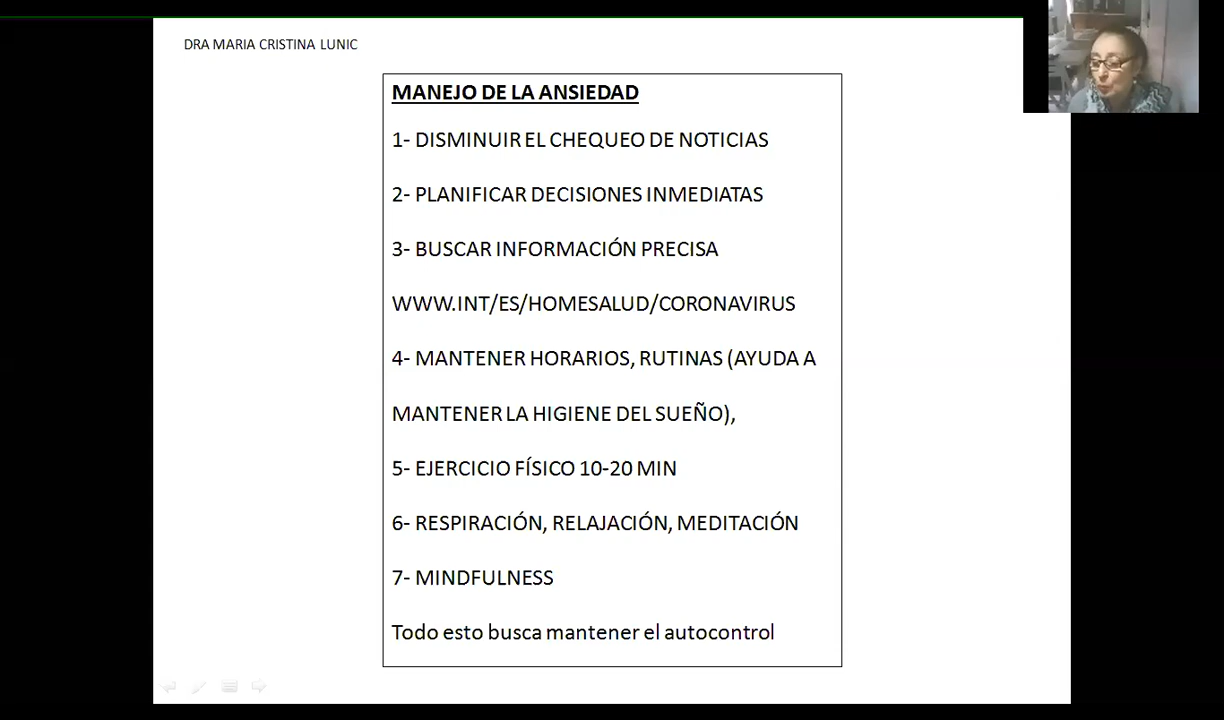 DRA MARIA CRISTINA LUNIC
MANEJO DE LA ANSIEDAD
1- DISMINUIR EL CHEQUEO DE NOTICIAS
2- PLANIFICAR DECISIONES INMEDIATAS
3- BUSCAR INFORMACIÓN PRECISA
WWW.INT/ES/HOMESALUD/CORONAVIRUS
4- MANTENER HORARIOS, RUTINAS (AYUDA A
MANTENER LA HIGIENE DEL SUEÑO),
5- EJERCICIO FÍSICO 10-20 MIN
6- RESPIRACIÓN, RELAJACIÓN, MEDITACIÓN
7- MINDFULNESS
Todo esto busca mantener el autocontrol